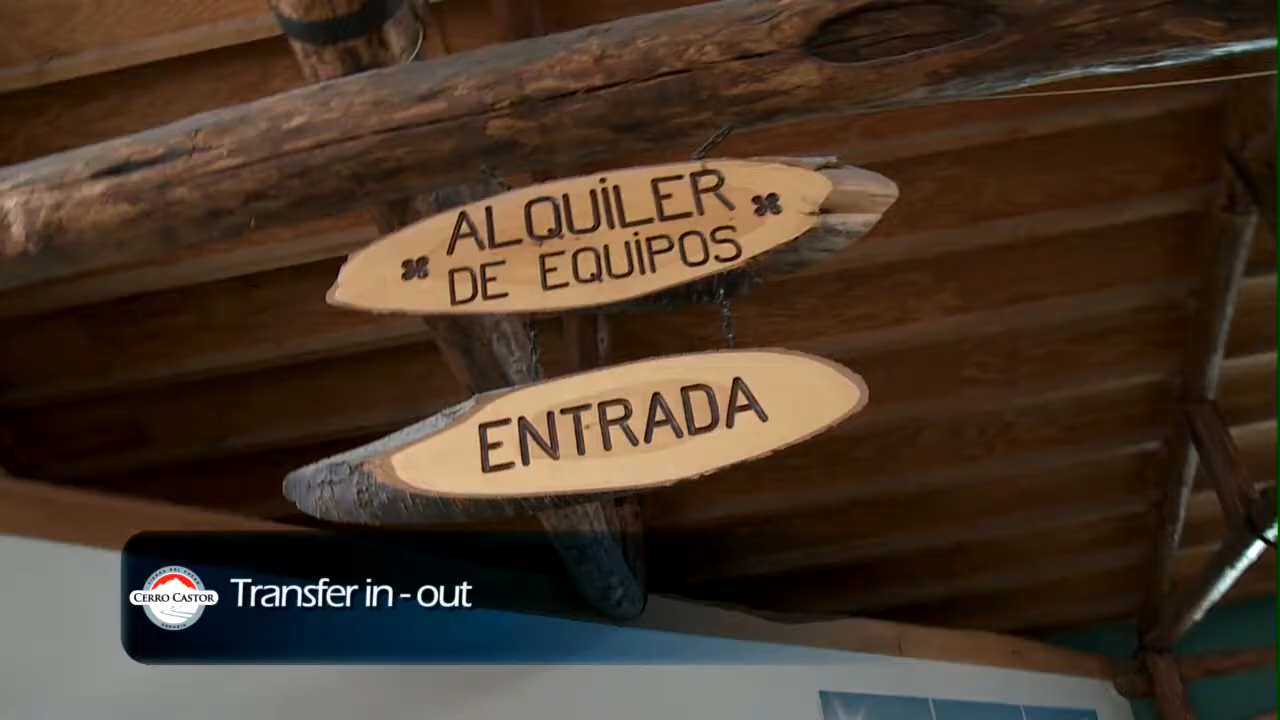 ALQUiLER
DE EQUiPOS
ENTRADA
CERRO CASTOR
Transfer in - out